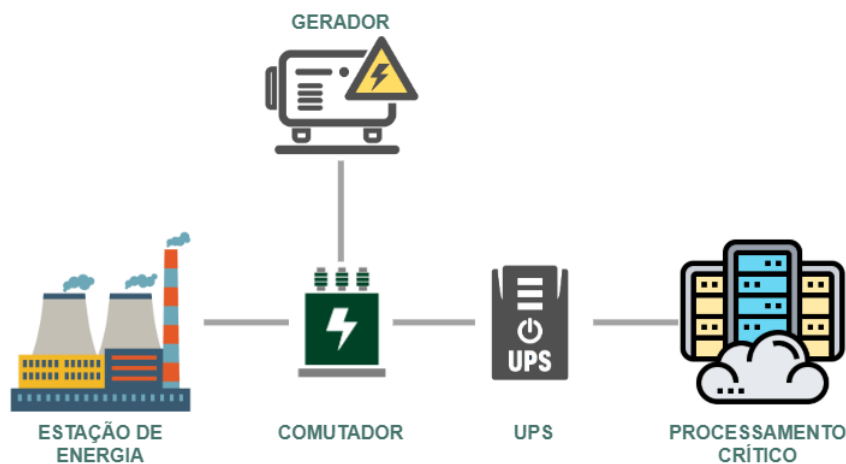 GERADOR
UPS
ESTAÇÃO DE
ENERGIA
COMUTADOR
UPS
PROCESSAMENTO
CRÍTICO